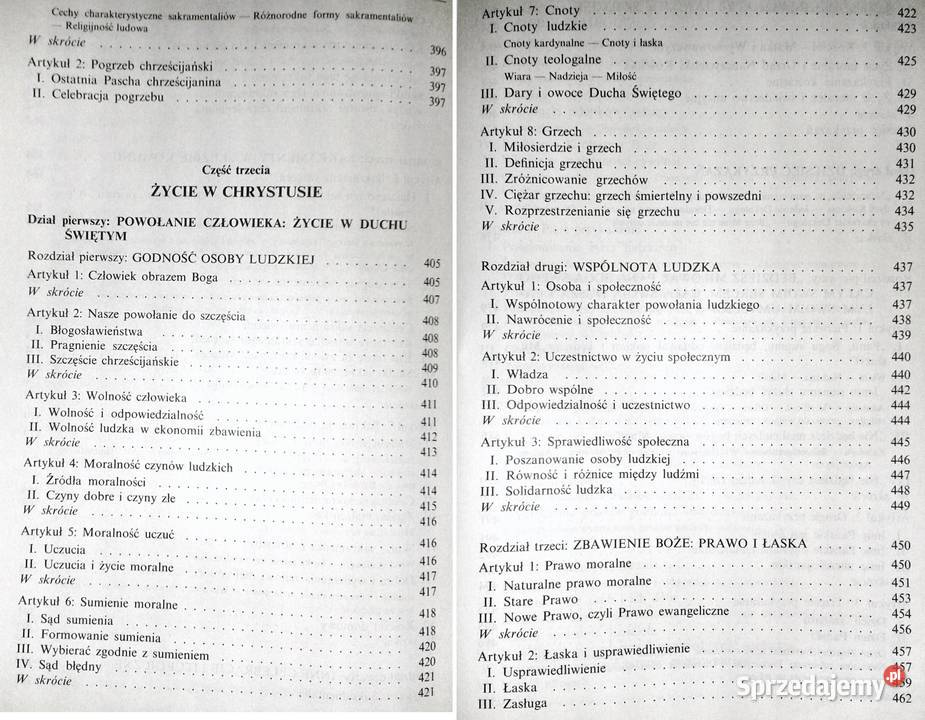 Cechy charakterystyczne sakramentaliów — Różnorodne formy sakramentaliów
— Religijność ludowa
W skrócie . . . 396
Artykuł 2: Pogrzeb chrześcijański . . . 397
I. Ostatnia Pascha chrześcijanina . . . 397
II. Celebracja pogrzebu . . . 397
Część trzecia
ŻYCIE W CHRYSTUSIE
Dział pierwszy: POWOŁANIE CZŁOWIEKA: ŻYCIE W DUCHU
ŚWIĘTYM
Rozdział pierwszy: GODNOŚĆ OSOBY LUDZKIEJ . . . 405
Artykuł 1: Człowiek obrazem Boga . . . 405
W skrócie . . . 407
Artykuł 2: Nasze powołanie do szczęścia . . . 408
I. Błogosławieństwa . . . 408
II. Pragnienie szczęścia . . . 408
III. Szczęście chrześcijańskie . . . 409
W skrócie . . . 410
Artykuł 3: Wolność człowieka . . . 411
I. Wolność i odpowiedzialność . . . 411
II. Wolność ludzka w ekonomii zbawienia . . . 412
W skrócie . . . 413
Artykuł 4: Moralność czynów ludzkich . . . 414
I. Źródła moralności . . . 414
II. Czyny dobre i czyny złe . . . 415
W skrócie . . . 416
Artykuł 5: Moralność uczuć . . . 416
I. Uczucia . . . 416
II. Uczucia i życie moralne . . . 417
W skrócie . . . 417
Artykuł 6: Sumienie moralne . . . 418
I. Sąd sumienia . . . 418
II. Formowanie sumienia . . . 420
III. Wybierać zgodnie z sumieniem . . . 420
IV. Sąd błędny . . . 421
W skrócie . . . 421
Artykuł 7: Cnoty . . . 422
I. Cnoty ludzkie . . . 423
Cnoty kardynalne — Cnoty i łaska
II. Cnoty teologalne . . . 425
Wiara — Nadzieja — Miłość
III. Dary i owoce Ducha Świętego . . . 429
W skrócie . . . 429
Artykuł 8: Grzech . . . 430
I. Miłosierdzie i grzech . . . 430
II. Definicja grzechu . . . 431
III. Zróżnicowanie grzechów . . . 432
IV. Ciężar grzechu: grzech śmiertelny i powszedni . . . 432
V. Rozprzestrzenianie się grzechu . . . 434
W skrócie . . . 435
Rozdział drugi: WSPÓLNOTA LUDZKA . . . 437
Artykuł 1: Osoba i społeczność . . . 437
I. Wspólnotowy charakter powołania ludzkiego . . . 437
II. Nawrócenie i społeczność . . . 438
W skrócie . . . 439
Artykuł 2: Uczestnictwo w życiu społecznym . . . 440
I. Władza . . . 440
II. Dobro wspólne . . . 442
III. Odpowiedzialność i uczestnictwo . . . 444
W skrócie . . . 444
Artykuł 3: Sprawiedliwość społeczna . . . 445
I. Poszanowanie osoby ludzkiej . . . 446
II. Równość i różnice między ludźmi . . . 447
III. Solidarność ludzka . . . 448
W skrócie . . . 449
Rozdział trzeci: ZBAWIENIE BOŻE: PRAWO I ŁASKA . . . 450
Artykuł 1: Prawo moralne . . . 450
I. Naturalne prawo moralne . . . 451
II. Stare Prawo . . . 453
III. Nowe Prawo, czyli Prawo ewangeliczne . . . 454
W skrócie . . . 456
Artykuł 2: Łaska i usprawiedliwienie . . . 457
I. Usprawiedliwienie . . . 457
II. Łaska . . . 459
III. Zasługa . . . 462
Sprzedajemy.pl